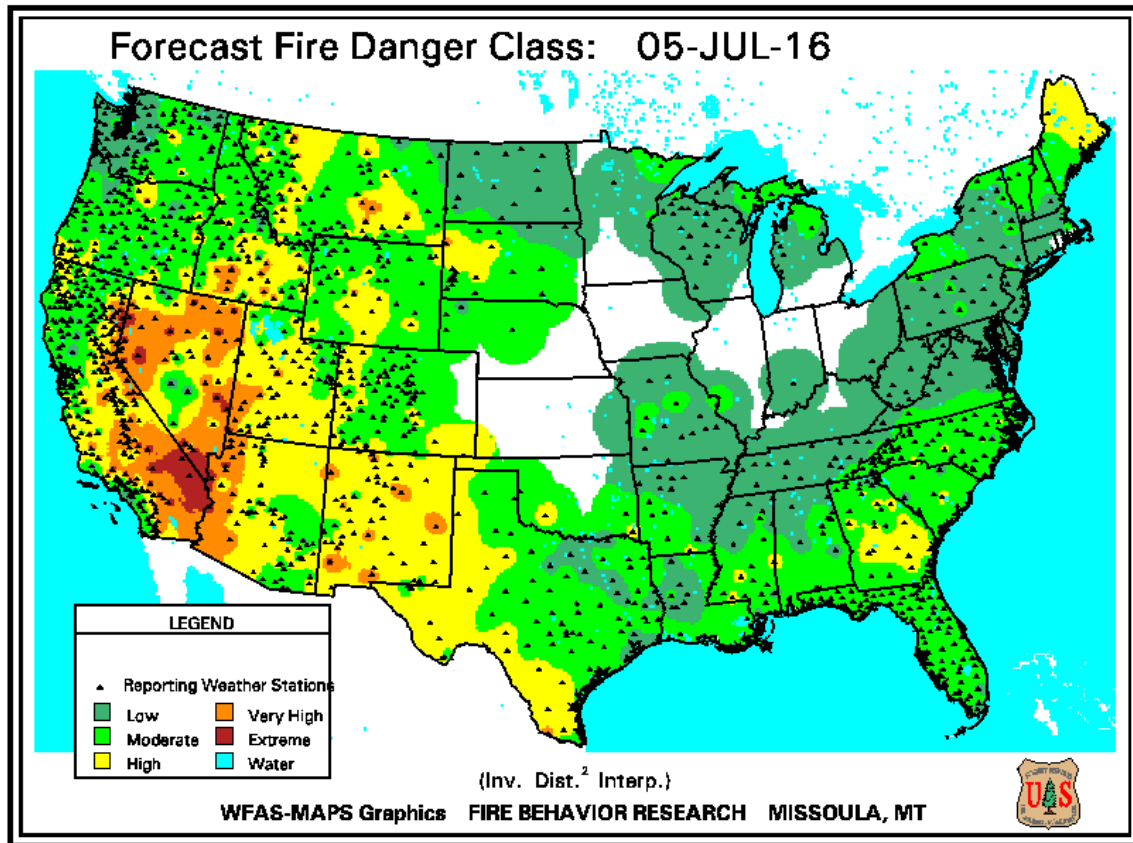 Forecast Fire Danger Class: 05-JUL-16
LEGEND
Reporting Weather Stations
Low
Very High
Moderate
Extreme
High
Water
(Inv. Dist.² Interp.)
WFAS-MAPS Graphics FIRE BEHAVIOR RESEARCH MISSOULA, MT
U S